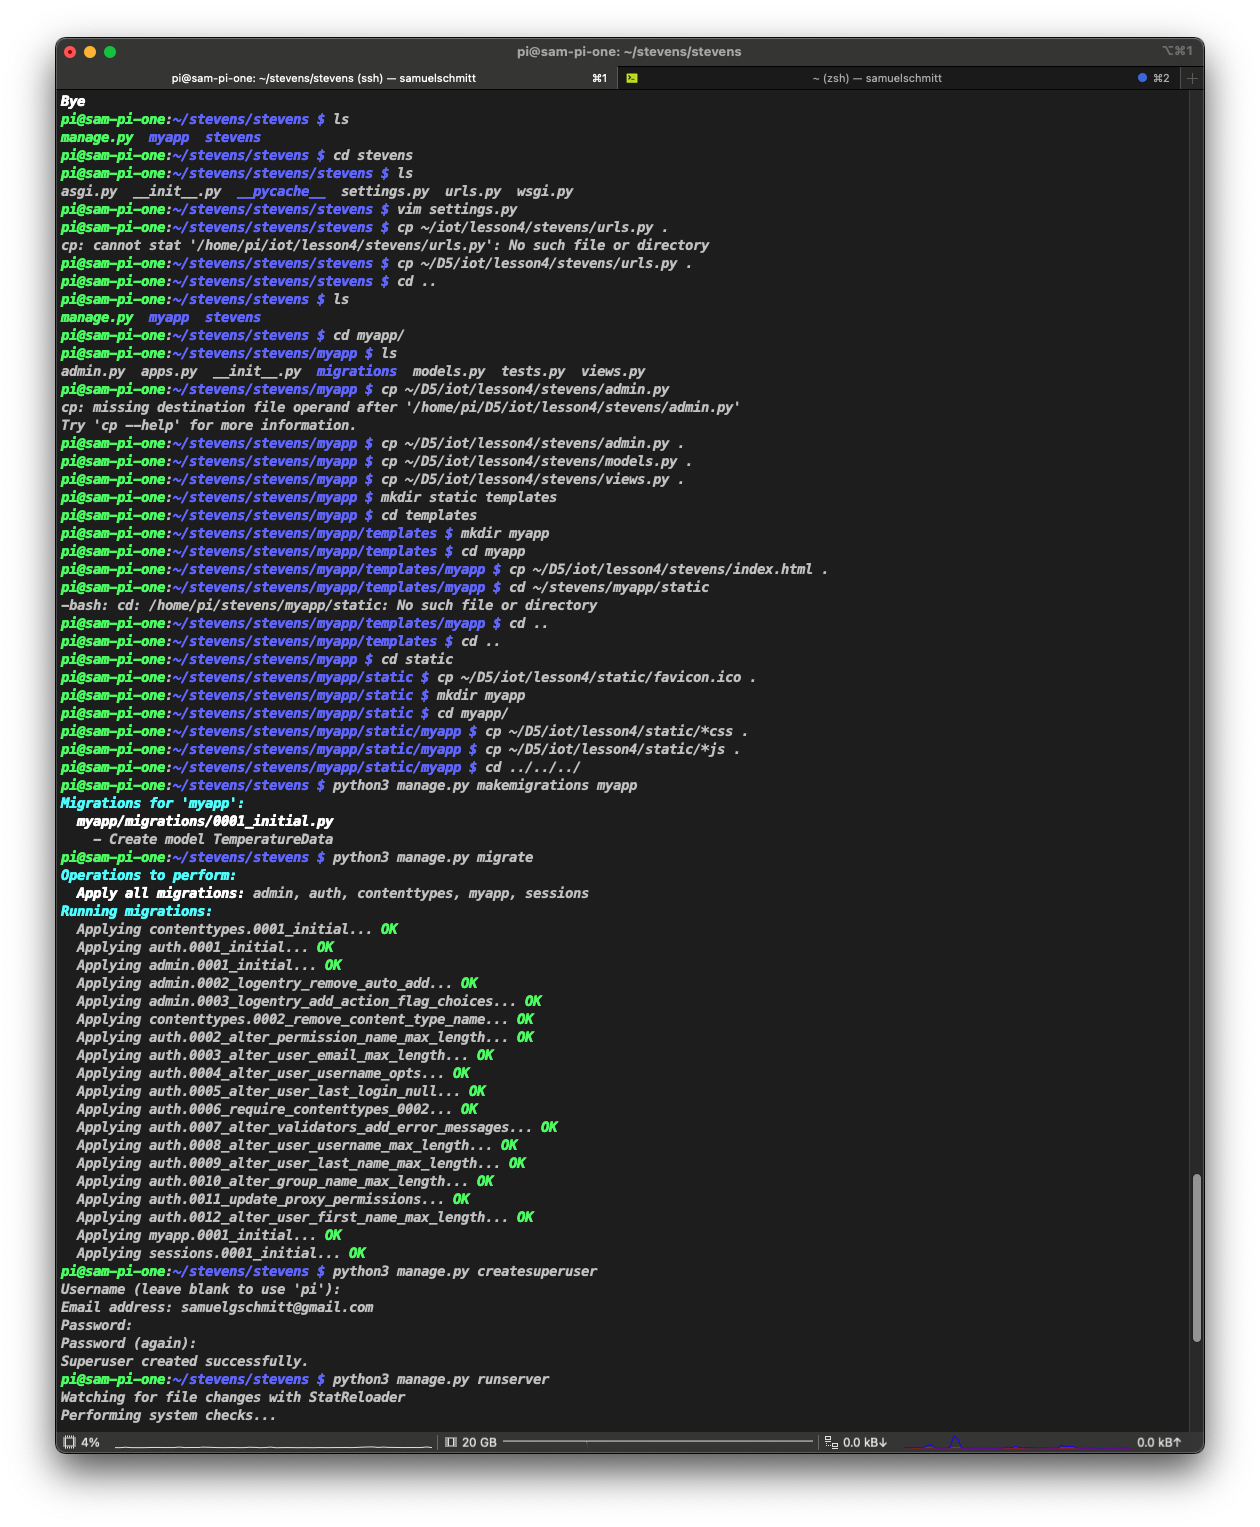 pi@sam-pi-one: ~/stevens/stevens
⌥⌘1
pi@sam-pi-one: ~/stevens/stevens (ssh) — samuelschmitt ⌘1
~ (zsh) — samuelschmitt ⌘2
Bye
pi@sam-pi-one:~/stevens/stevens $ ls
manage.py  myapp  stevens
pi@sam-pi-one:~/stevens/stevens $ cd stevens
pi@sam-pi-one:~/stevens/stevens/stevens $ ls
asgi.py  __init__.py  __pycache__  settings.py  urls.py  wsgi.py
pi@sam-pi-one:~/stevens/stevens/stevens $ vim settings.py
pi@sam-pi-one:~/stevens/stevens/stevens $ cp ~/iot/lesson4/stevens/urls.py .
cp: cannot stat '/home/pi/iot/lesson4/stevens/urls.py': No such file or directory
pi@sam-pi-one:~/stevens/stevens/stevens $ cp ~/D5/iot/lesson4/stevens/urls.py .
pi@sam-pi-one:~/stevens/stevens/stevens $ cd ..
pi@sam-pi-one:~/stevens/stevens $ ls
manage.py  myapp  stevens
pi@sam-pi-one:~/stevens/stevens $ cd myapp/
pi@sam-pi-one:~/stevens/stevens/myapp $ ls
admin.py  apps.py  __init__.py  migrations  models.py  tests.py  views.py
pi@sam-pi-one:~/stevens/stevens/myapp $ cp ~/D5/iot/lesson4/stevens/admin.py
cp: missing destination file operand after '/home/pi/D5/iot/lesson4/stevens/admin.py'
Try 'cp --help' for more information.
pi@sam-pi-one:~/stevens/stevens/myapp $ cp ~/D5/iot/lesson4/stevens/admin.py .
pi@sam-pi-one:~/stevens/stevens/myapp $ cp ~/D5/iot/lesson4/stevens/models.py .
pi@sam-pi-one:~/stevens/stevens/myapp $ cp ~/D5/iot/lesson4/stevens/views.py .
pi@sam-pi-one:~/stevens/stevens/myapp $ mkdir static templates
pi@sam-pi-one:~/stevens/stevens/myapp $ cd templates
pi@sam-pi-one:~/stevens/stevens/myapp/templates $ mkdir myapp
pi@sam-pi-one:~/stevens/stevens/myapp/templates $ cd myapp
pi@sam-pi-one:~/stevens/stevens/myapp/templates/myapp $ cp ~/D5/iot/lesson4/stevens/index.html .
pi@sam-pi-one:~/stevens/stevens/myapp/templates/myapp $ cd ~/stevens/myapp/static
-bash: cd: /home/pi/stevens/myapp/static: No such file or directory
pi@sam-pi-one:~/stevens/stevens/myapp/templates/myapp $ cd ..
pi@sam-pi-one:~/stevens/stevens/myapp/templates $ cd ..
pi@sam-pi-one:~/stevens/stevens/myapp $ cd static
pi@sam-pi-one:~/stevens/stevens/myapp/static $ cp ~/D5/iot/lesson4/static/favicon.ico .
pi@sam-pi-one:~/stevens/stevens/myapp/static $ mkdir myapp
pi@sam-pi-one:~/stevens/stevens/myapp/static $ cd myapp/
pi@sam-pi-one:~/stevens/stevens/myapp/static/myapp $ cp ~/D5/iot/lesson4/static/*css .
pi@sam-pi-one:~/stevens/stevens/myapp/static/myapp $ cp ~/D5/iot/lesson4/static/*js .
pi@sam-pi-one:~/stevens/stevens/myapp/static/myapp $ cd ../../../
pi@sam-pi-one:~/stevens/stevens $ python3 manage.py makemigrations myapp
Migrations for 'myapp':
  myapp/migrations/0001_initial.py
    - Create model TemperatureData
pi@sam-pi-one:~/stevens/stevens $ python3 manage.py migrate
Operations to perform:
  Apply all migrations: admin, auth, contenttypes, myapp, sessions
Running migrations:
  Applying contenttypes.0001_initial... OK
  Applying auth.0001_initial... OK
  Applying admin.0001_initial... OK
  Applying admin.0002_logentry_remove_auto_add... OK
  Applying admin.0003_logentry_add_action_flag_choices... OK
  Applying contenttypes.0002_remove_content_type_name... OK
  Applying auth.0002_alter_permission_name_max_length... OK
  Applying auth.0003_alter_user_email_max_length... OK
  Applying auth.0004_alter_user_username_opts... OK
  Applying auth.0005_alter_user_last_login_null... OK
  Applying auth.0006_require_contenttypes_0002... OK
  Applying auth.0007_alter_validators_add_error_messages... OK
  Applying auth.0008_alter_user_username_max_length... OK
  Applying auth.0009_alter_user_last_name_max_length... OK
  Applying auth.0010_alter_group_name_max_length... OK
  Applying auth.0011_update_proxy_permissions... OK
  Applying auth.0012_alter_user_first_name_max_length... OK
  Applying myapp.0001_initial... OK
  Applying sessions.0001_initial... OK
pi@sam-pi-one:~/stevens/stevens $ python3 manage.py createsuperuser
Username (leave blank to use 'pi'):
Email address: samuelgschmitt@gmail.com
Password:
Password (again):
Superuser created successfully.
pi@sam-pi-one:~/stevens/stevens $ python3 manage.py runserver
Watching for file changes with StatReloader
Performing system checks...
4% 20 GB 0.0 kB↓ 0.0 kB↑